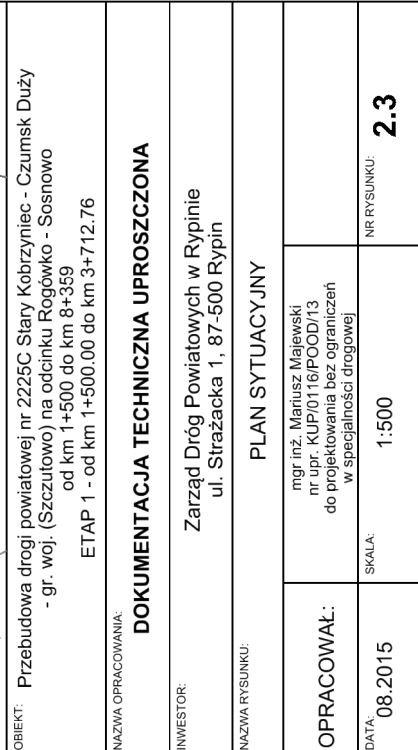 OBIEKT: Przebudowa drogi powiatowej nr 2225C Stary Kobrzyniec - Czumsk Duży
- gr. woj. (Szczutowo) na odcinku Rogówko - Sosnowo
od km 1+500 do km 8+359
ETAP 1 - od km 1+500.00 do km 3+712.76
NAZWA OPRACOWANIA:
DOKUMENTACJA TECHNICZNA UPROSZCZONA
INWESTOR:
Zarząd Dróg Powiatowych w Rypinie
ul. Strażacka 1, 87-500 Rypin
NAZWA RYSUNKU:
PLAN SYTUACYJNY
OPRACOWAŁ:
mgr inż. Mariusz Majewski
nr upr. KUP/0116/POOD/13
do projektowania bez ograniczeń
w specjalności drogowej
DATA:
08.2015
SKALA:
1:500
NR RYSUNKU:
2.3